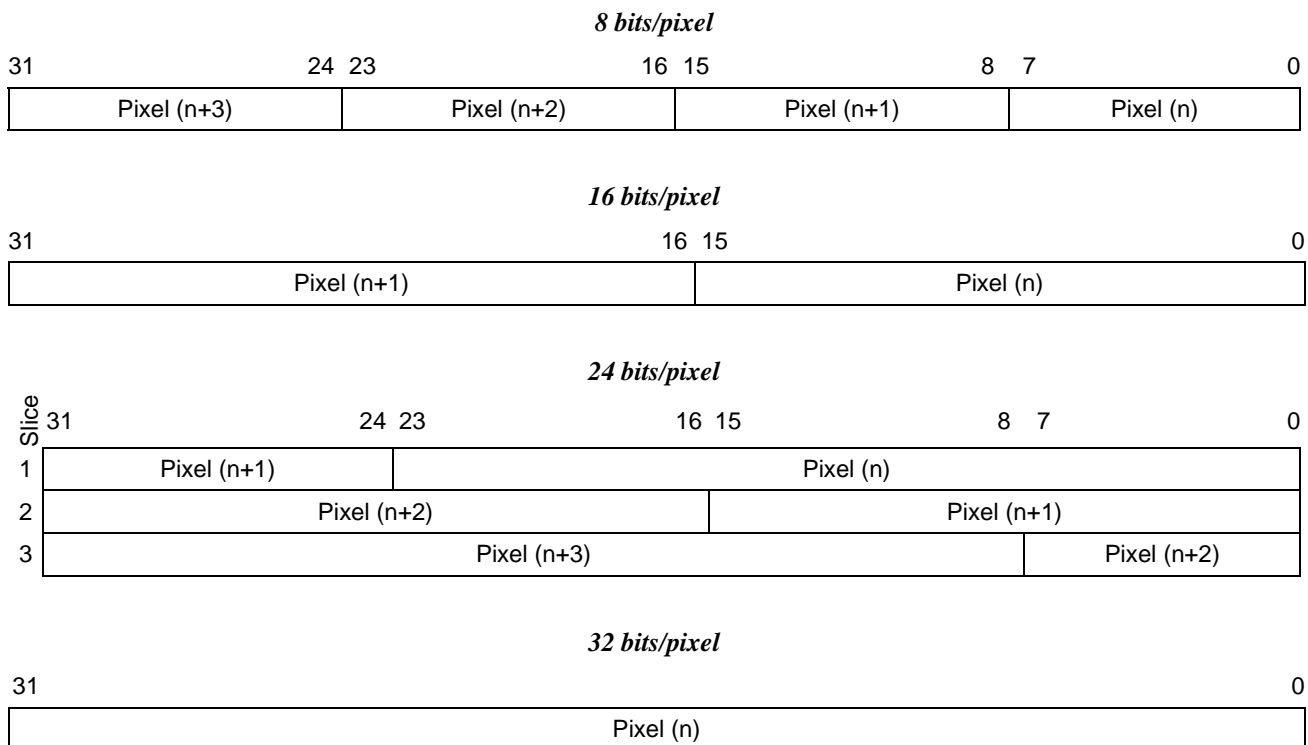 8 bits/pixel
31 24 23 16 15 8 7 0
Pixel (n+3) Pixel (n+2) Pixel (n+1) Pixel (n)
16 bits/pixel
31 16 15 0
Pixel (n+1) Pixel (n)
24 bits/pixel
Slice 31 24 23 16 15 8 7 0
1 Pixel (n+1) Pixel (n)
2 Pixel (n+2) Pixel (n+1)
3 Pixel (n+3) Pixel (n+2)
32 bits/pixel
31 0
Pixel (n)